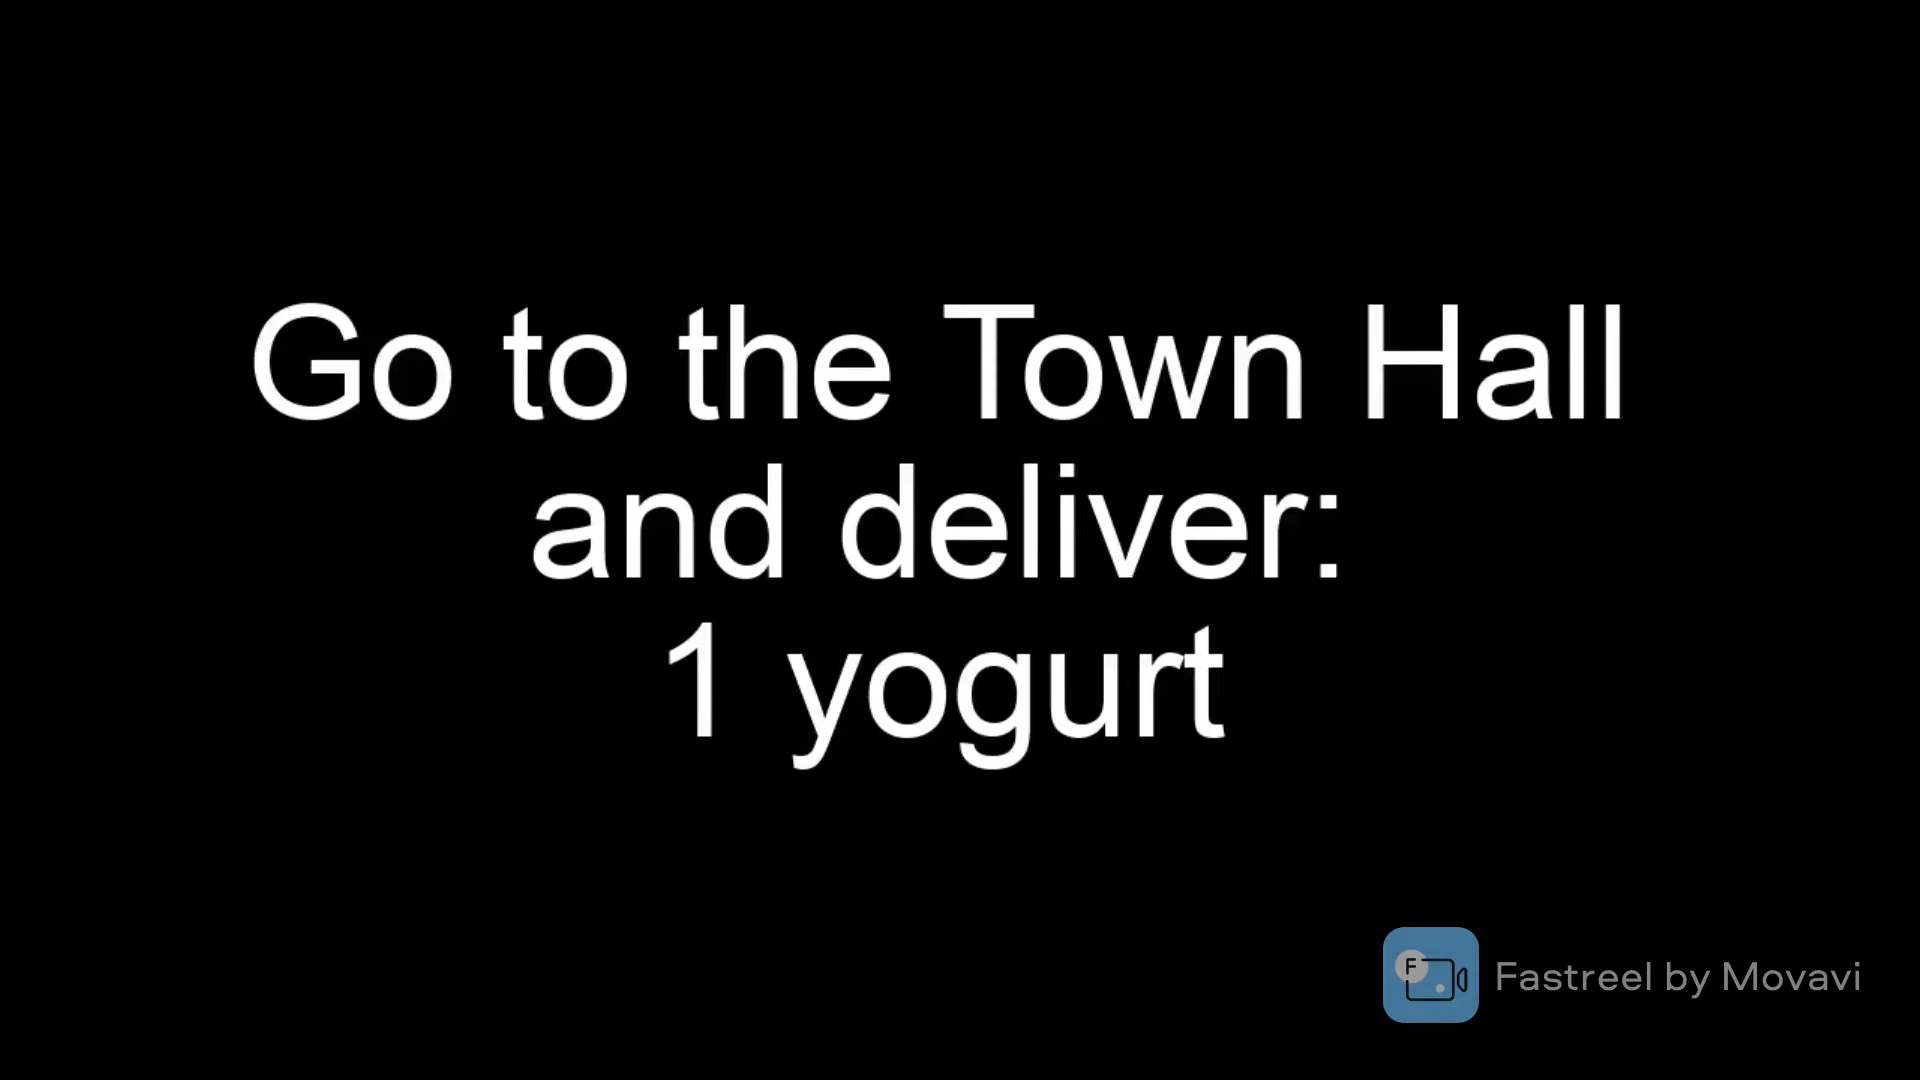 Go to the Town Hall
and deliver:
1 yogurt
F
Fastreel by Movavi